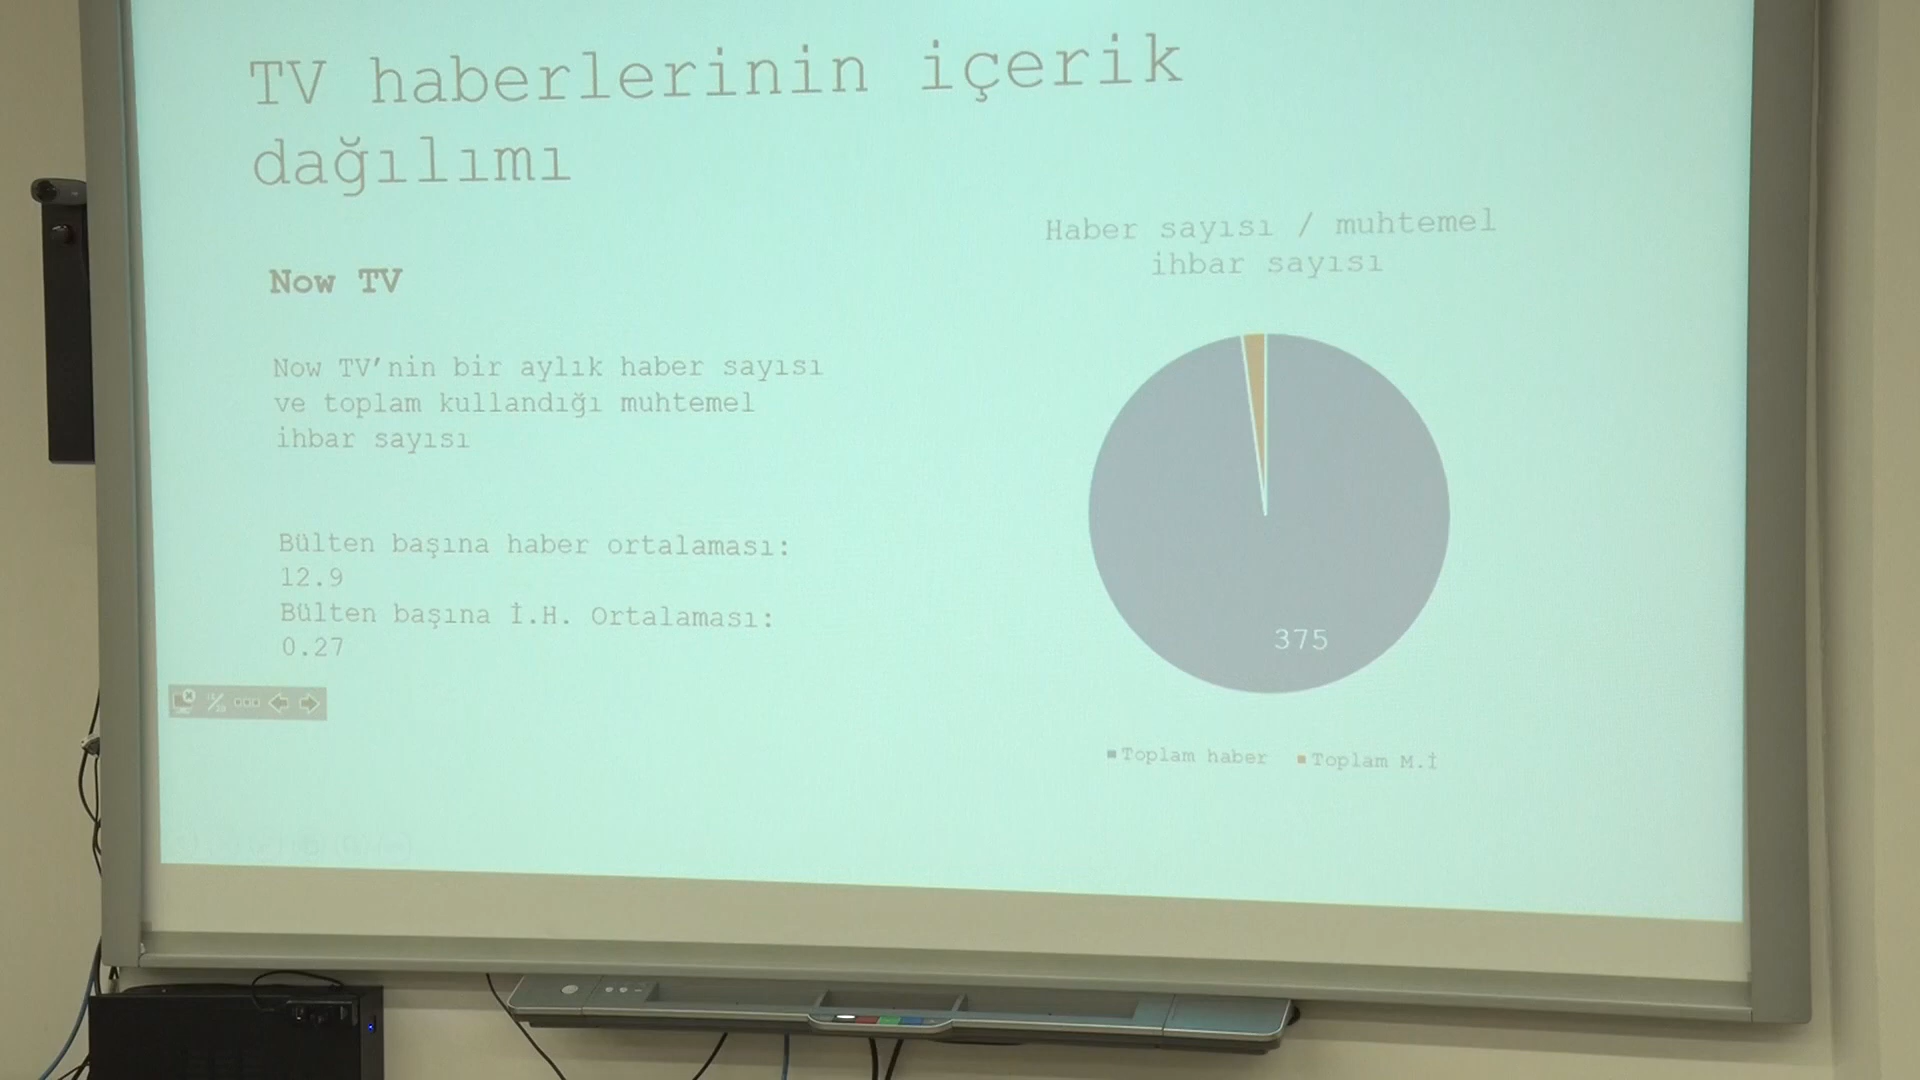 TV haberlerinin içerik
dağılımı
Now TV
Now TV’nin bir aylık haber sayısı
ve toplam kullandığı muhtemel
ihbar sayısı
Bülten başına haber ortalaması:
12.9
Bülten başına İ.H. Ortalaması:
0.27
Haber sayısı / muhtemel
ihbar sayısı
375
Toplam haber
Toplam M.İ